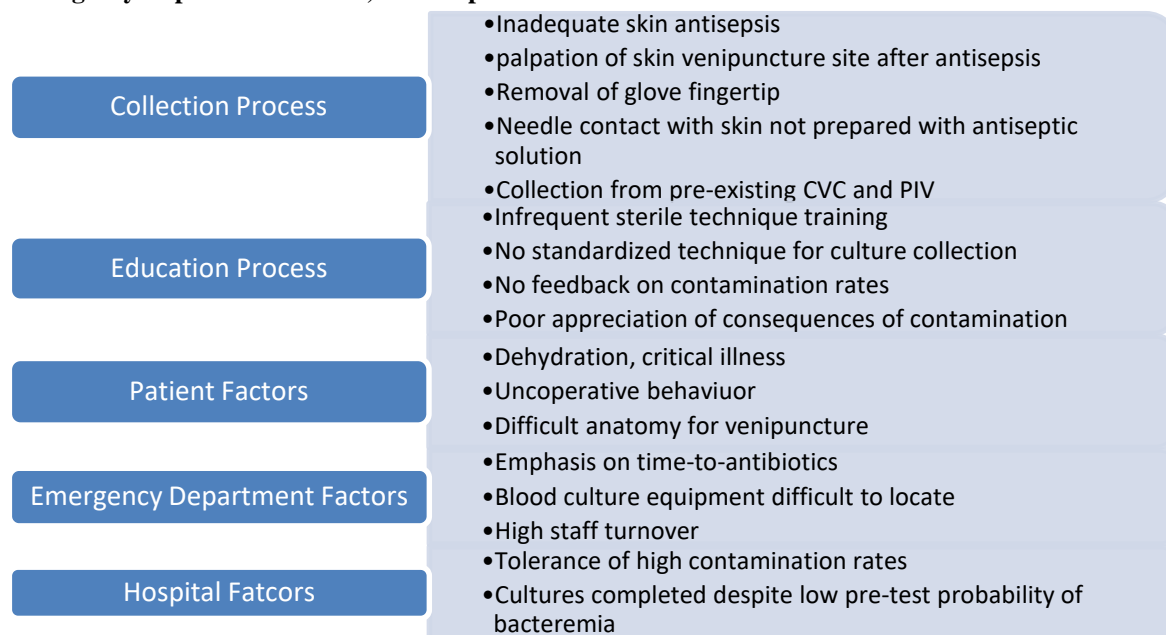 Collection Process
•Inadequate skin antisepsis
•palpation of skin venipuncture site after antisepsis
•Removal of glove fingertip
•Needle contact with skin not prepared with antiseptic
solution
•Collection from pre-existing CVC and PIV
Education Process
•Infrequent sterile technique training
•No standardized technique for culture collection
•No feedback on contamination rates
•Poor appreciation of consequences of contamination
Patient Factors
•Dehydration, critical illness
•Uncoperative behaviuor
•Difficult anatomy for venipuncture
Emergency Department Factors
•Emphasis on time-to-antibiotics
•Blood culture equipment difficult to locate
•High staff turnover
Hospital Fatcors
•Tolerance of high contamination rates
•Cultures completed despite low pre-test probability of
bacteremia